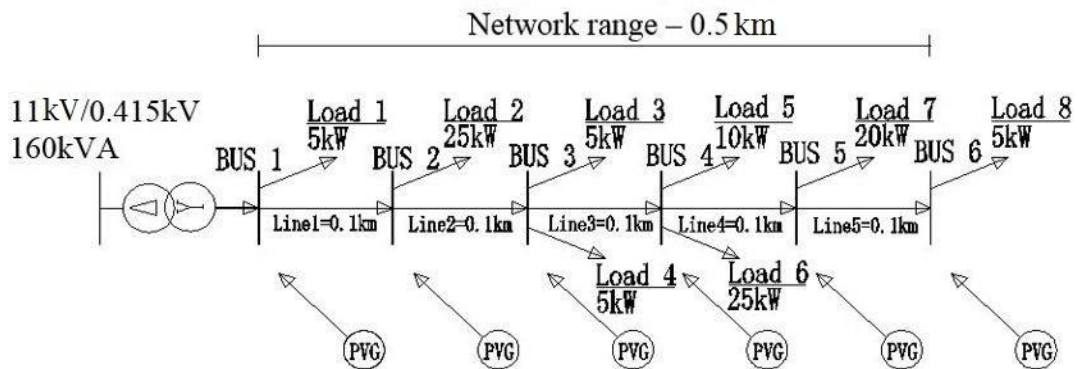 Network range – 0.5 km
11kV/0.415kV
160kVA
BUS 1
Load 1
5kW
BUS 2
Load 2
25kW
BUS 3
Load 3
5kW
BUS 4
Load 5
10kW
BUS 5
Load 7
20kW
BUS 6
Load 8
5kW
Line1=0.1km
Line2=0.1km
Line3=0.1km
Line4=0.1km
Line5=0.1km
Load 4
5kW
Load 6
25kW
PVG
PVG
PVG
PVG
PVG
PVG